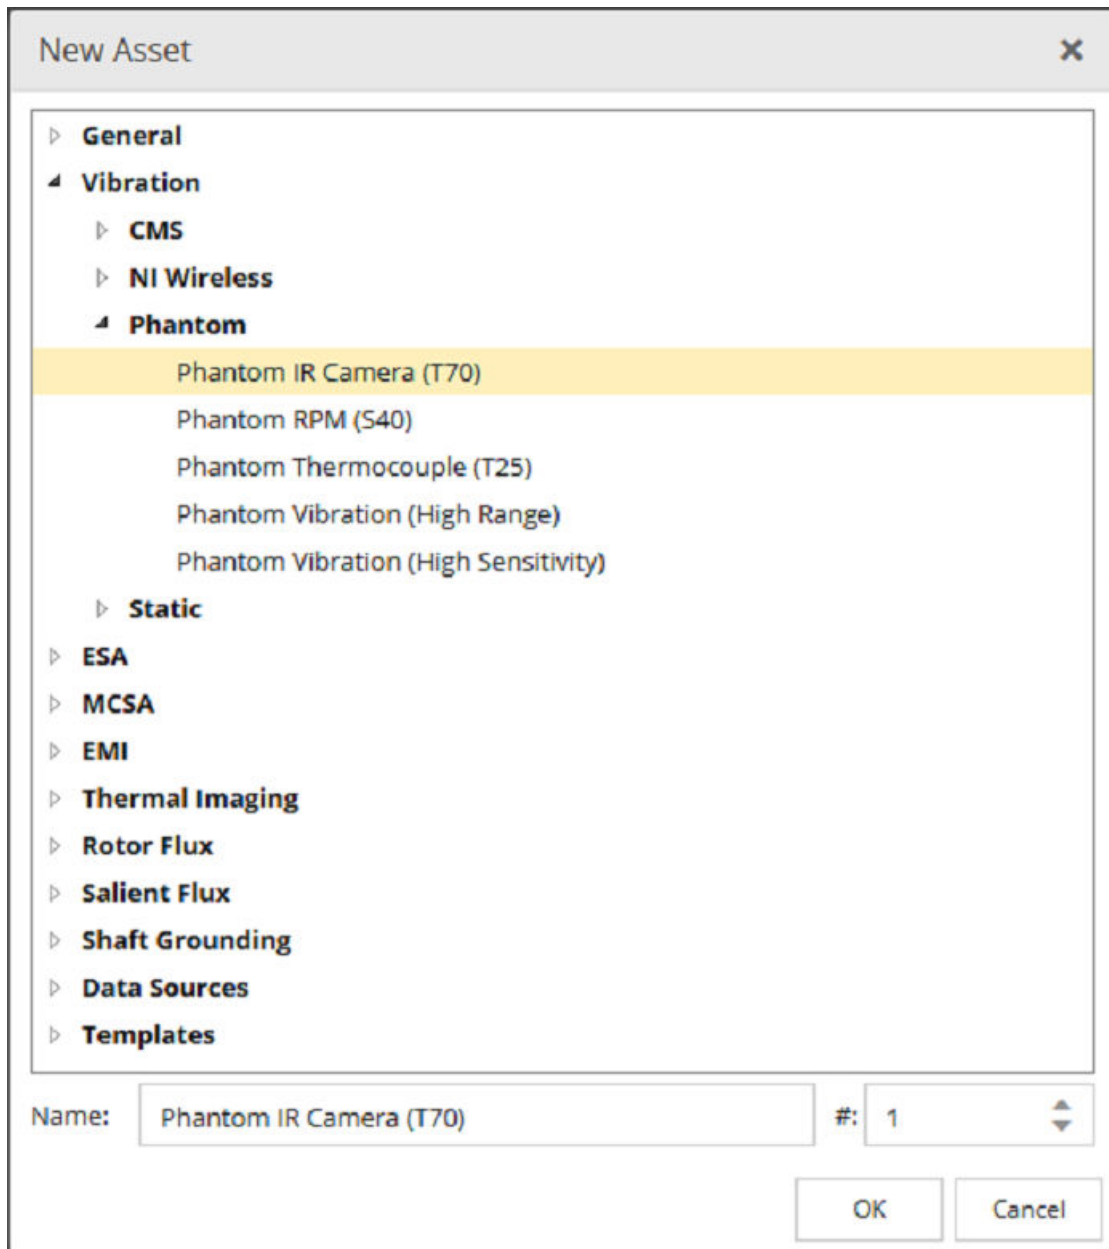 New Asset
General
Vibration
CMS
NI Wireless
Phantom
Phantom IR Camera (T70)
Phantom RPM (S40)
Phantom Thermocouple (T25)
Phantom Vibration (High Range)
Phantom Vibration (High Sensitivity)
Static
ESA
MCSA
EMI
Thermal Imaging
Rotor Flux
Salient Flux
Shaft Grounding
Data Sources
Templates
Name: Phantom IR Camera (T70) #: 1
OK Cancel